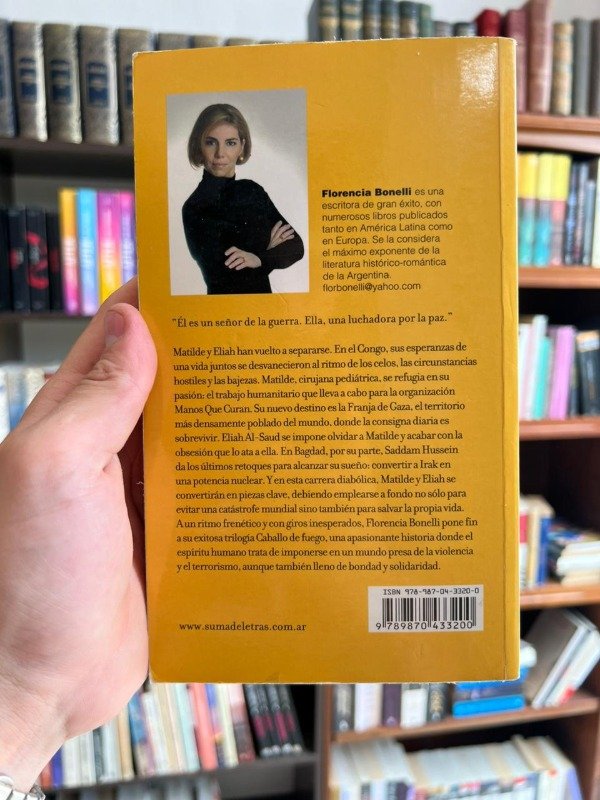 Florencia Bonelli es una
escritora de gran éxito, con
numerosos libros publicados
tanto en América Latina como
en Europa. Se la considera
el máximo exponente de la
literatura histórico-romántica
de la Argentina.
florbonelli@yahoo.com
"Él es un señor de la guerra. Ella, una luchadora por la paz."
Matilde y Eliah han vuelto a separarse. En el Congo, sus esperanzas de
una vida juntos se desvanecieron al ritmo de los celos, las circunstancias
hostiles y las bajezas. Matilde, cirujana pediátrica, se refugia en su
pasión: el trabajo humanitario que lleva a cabo para la organización
Manos Que Curan. Su nuevo destino es la Franja de Gaza, el territorio
más densamente poblado del mundo, donde la consigna diaria es
sobrevivir. Eliah Al-Saud se impone olvidar a Matilde y acabar con la
obsesión que lo ata a ella. En Bagdad, por su parte, Saddam Hussein
da los últimos retoques para alcanzar su sueño: convertir a Irak en
una potencia nuclear. Y en esta carrera diabólica, Matilde y Eliah se
convertirán en piezas clave, debiendo emplearse a fondo no sólo para
evitar una catástrofe mundial sino también para salvar la propia vida.
A un ritmo frenético y con giros inesperados, Florencia Bonelli pone fin
a su exitosa trilogía Caballo de fuego, una apasionante historia donde el
espíritu humano trata de imponerse en un mundo presa de la violencia
y el terrorismo, aunque también lleno de bondad y solidaridad.
ISBN 978-987-04-3320-0
9 789870 433200
www.sumadeletras.com.ar